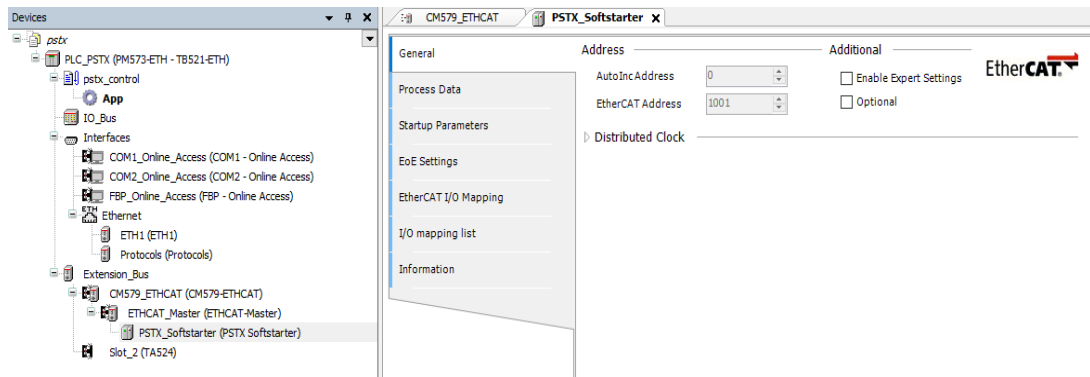 Devices
pstx
PLC_PSTX (PM573-ETH - TB521-ETH)
pstx_control
App
IO_Bus
Interfaces
COM1_Online_Access (COM1 - Online Access)
COM2_Online_Access (COM2 - Online Access)
FBP_Online_Access (FBP - Online Access)
ETH
Ethernet
ETH1 (ETH1)
Protocols (Protocols)
Extension_Bus
CM579_ETHCAT (CM579-ETHCAT)
ETHCAT_Master (ETHCAT-Master)
PSTX_Softstarter (PSTX Softstarter)
Slot_2 (TA524)
CM579_ETHCAT
PSTX_Softstarter
General
Process Data
Startup Parameters
EoE Settings
EtherCAT I/O Mapping
I/O mapping list
Information
Address
AutoInc Address 0
EtherCAT Address 1001
Distributed Clock
Additional
Enable Expert Settings
Optional
EtherCAT.